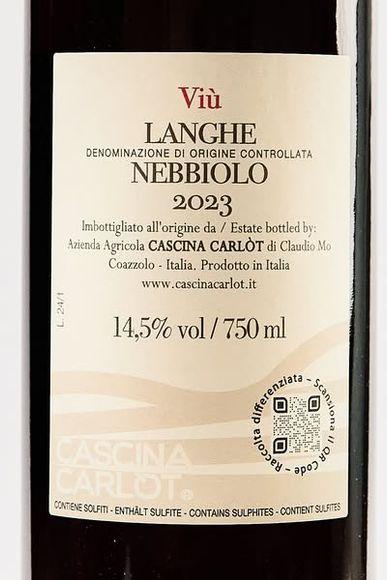 Viù
LANGHE
DENOMINAZIONE DI ORIGINE CONTROLLATA
NEBBIOLO
2023
Imbottigliato all'origine da / Estate bottled by:
Azienda Agricola CASCINA CARLÒT di Claudio Mo
Coazzolo - Italia. Prodotto in Italia
www.cascinacarlot.it
L. 24/1
14,5% vol / 750 ml
Raccolta differenziata - Scansiona il QR Code -
CASCINA
CARLÒT®
CONTIENE SOLFITI - ENTHÄLT SULFITE - CONTAINS SULPHITES - CONTIENT SULFITES